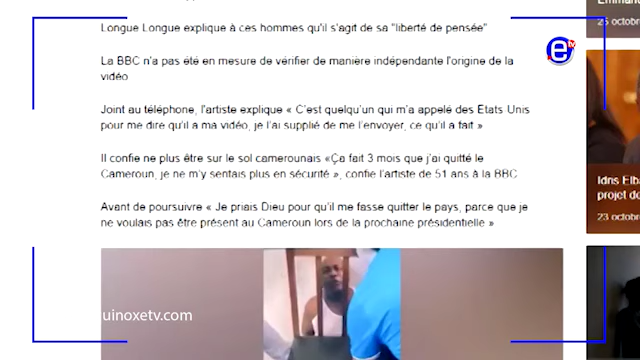 Longue Longue explique à ces hommes qu'il s'agit de sa "liberté de pensée"
La BBC n'a pas été en mesure de vérifier de manière indépendante l'origine de la
vidéo
Joint au téléphone, l'artiste explique « C'est quelqu'un qui m'a appelé des Etats Unis
pour me dire qu'il a ma vidéo, je l'ai supplié de me l'envoyer, ce qu'il a fait »
Il confie ne plus être sur le sol camerounais «Ça fait 3 mois que j'ai quitté le
Cameroun, je ne m'y sentais plus en sécurité », confie l'artiste de 51 ans à la BBC
Avant de poursuivre « Je priais Dieu pour qu'il me fasse quitter le pays, parce que je
ne voulais pas être présent au Cameroun lors de la prochaine présidentielle »
uinoxetv.com
e tv
25 octobre
Idris Elba
projet de
23 octobre